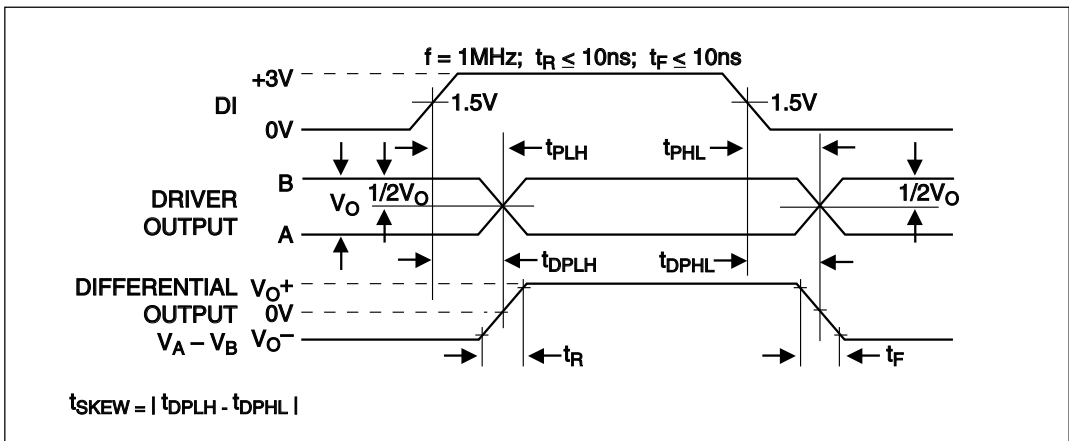 f = 1MHz; tR ≤ 10ns; tF ≤ 10ns
+3V
DI
1.5V
1.5V
0V
tPLH
tPHL
B
DRIVER
OUTPUT
VO
1/2VO
1/2VO
A
tDPLH
tDPHL
DIFFERENTIAL
OUTPUT
VA – VB
VO+
0V
VO–
tR
tF
tSKEW = | tDPLH - tDPHL |